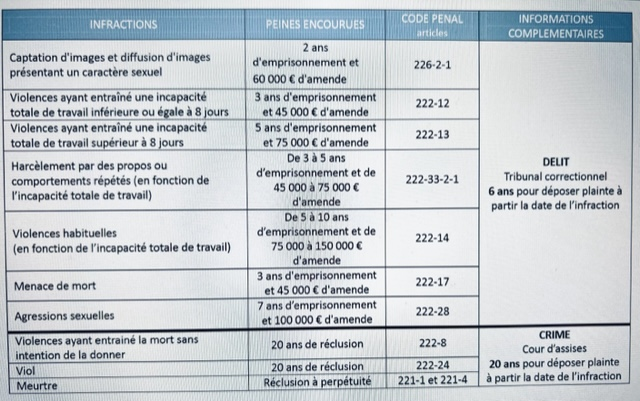 INFRACTIONS
PEINES ENCOURUES
CODE PENAL
articles
INFORMATIONS
COMPLEMENTAIRES
Captation d'images et diffusion d'images
présentant un caractère sexuel
2 ans
d'emprisonnement et
60 000 € d'amende
226-2-1
Violences ayant entraîné une incapacité
totale de travail inférieure ou égale à 8 jours
3 ans d'emprisonnement
et 45 000 € d'amende
222-12
Violences ayant entraîné une incapacité
totale de travail supérieur à 8 jours
5 ans d'emprisonnement
et 75 000 € d'amende
222-13
Harcèlement par des propos ou
comportements répétés (en fonction de
l'incapacité totale de travail)
De 3 à 5 ans
d'emprisonnement et de
45 000 à 75 000 €
d'amende
222-33-2-1
Violences habituelles
(en fonction de l'incapacité totale de travail)
De 5 à 10 ans
d'emprisonnement et de
75 000 à 150 000 €
d'amende
222-14
Menace de mort
3 ans d'emprisonnement
et 45 000 € d'amende
222-17
Agressions sexuelles
7 ans d'emprisonnement
et 100 000 € d'amende
222-28
DELIT
Tribunal correctionnel
6 ans pour déposer plainte à
partir la date de l'infraction
Violences ayant entrainé la mort sans
intention de la donner
20 ans de réclusion
222-8
Viol
20 ans de réclusion
222-24
Meurtre
Réclusion à perpétuité
221-1 et 221-4
CRIME
Cour d'assises
20 ans pour déposer plainte
à partir la date de l'infraction